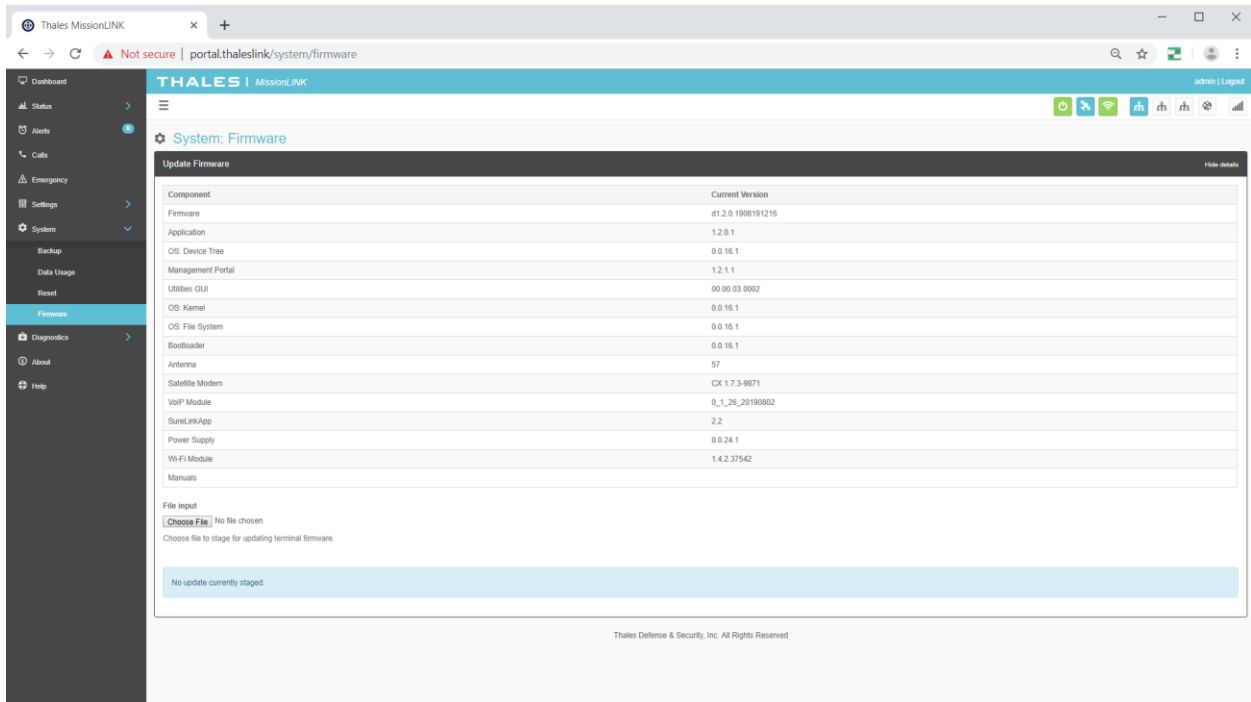 Thales MissionLINK
Not secure | portal.thaleslink/system/firmware
THALES | MissionLINK
admin | Logout
Dashboard
Status
Alerts 0
Calls
Emergency
Settings
System
Backup
Data Usage
Reset
Firmware
Diagnostics
About
Help
System: Firmware
Update Firmware Hide details
Component Current Version
Firmware d1.2.0.1908191216
Application 1.2.0.1
OS: Device Tree 0.0.16.1
Management Portal 1.2.1.1
Utilities GUI 00.00.03.0002
OS: Kernel 0.0.16.1
OS: File System 0.0.16.1
Bootloader 0.0.16.1
Antenna 57
Satellite Modem CX 1.7.3-9871
VoIP Module 0_1_26_20190802
SureLinkApp 2.2
Power Supply 0.0.24.1
Wi-Fi Module 1.4.2.37542
Manuals
File input
Choose File No file chosen
Choose file to stage for updating terminal firmware.
No update currently staged.
Thales Defense & Security, Inc. All Rights Reserved